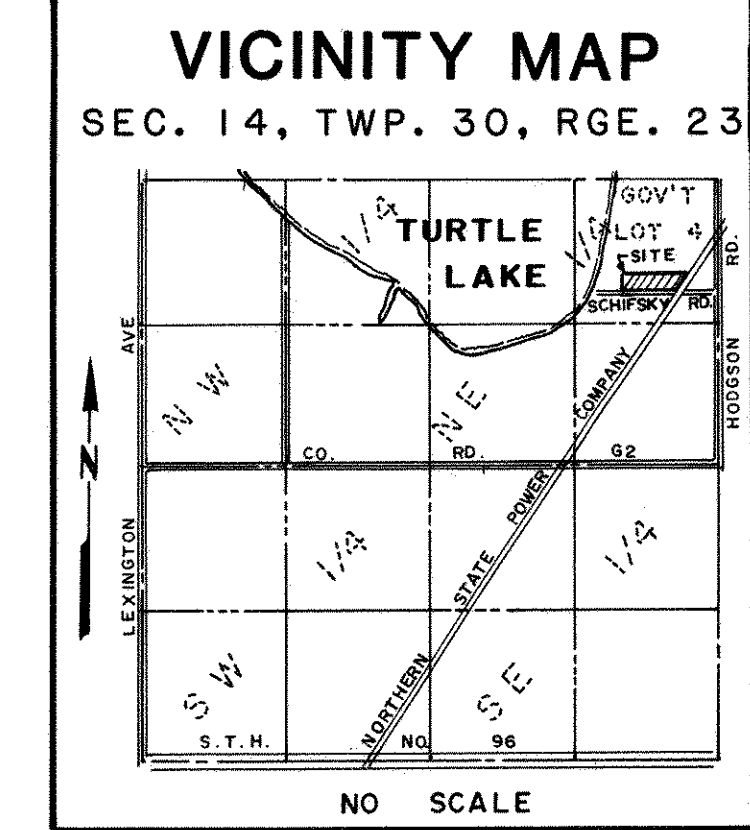 VICINITY MAP
SEC. 14, TWP. 30, RGE. 23
GOV'T
LOT 4
1/4
TURTLE
LAKE
1/4
SITE
SCHIFSKY RD.
HODGSON RD.
LEXINGTON AVE
N W
N E
CO. RD. G2
N
NORTHERN STATE POWER COMPANY
1/4
1/4
S W
S E
S.T.H. NO. 96
NO SCALE